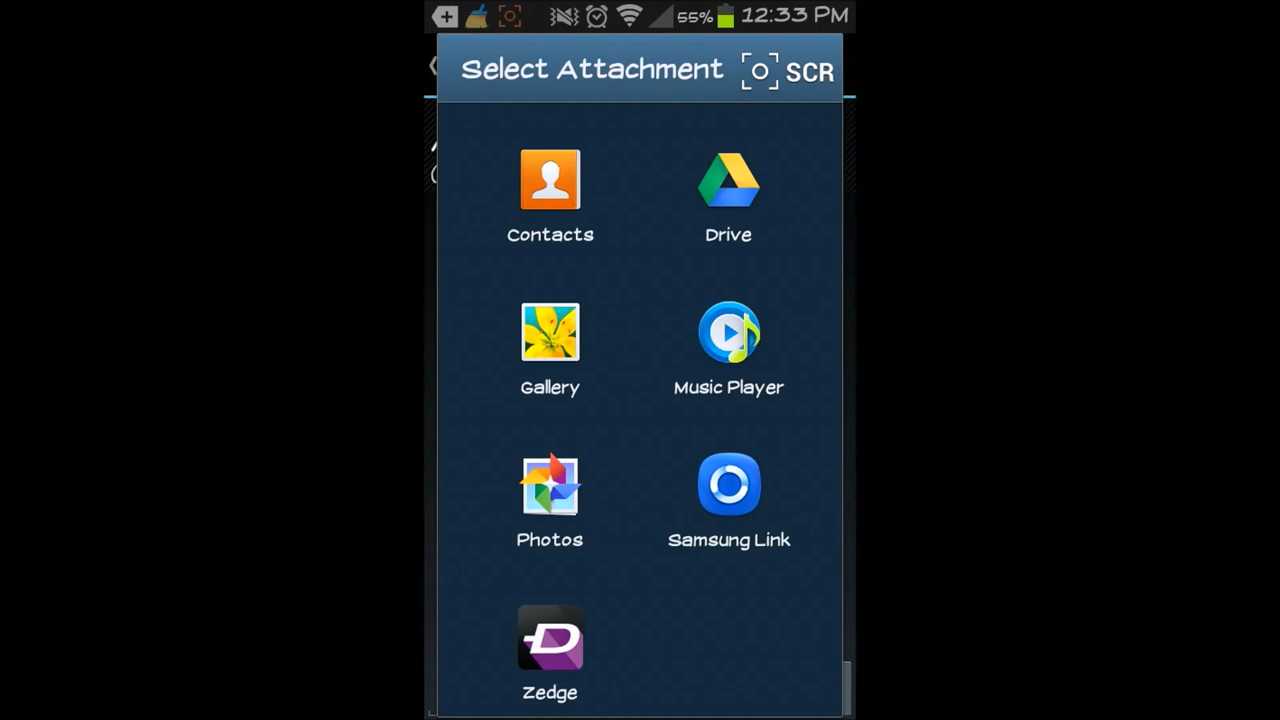 55% 12:33 PM
Select Attachment SCR
Contacts Drive
Gallery Music Player
Photos Samsung Link
Zedge